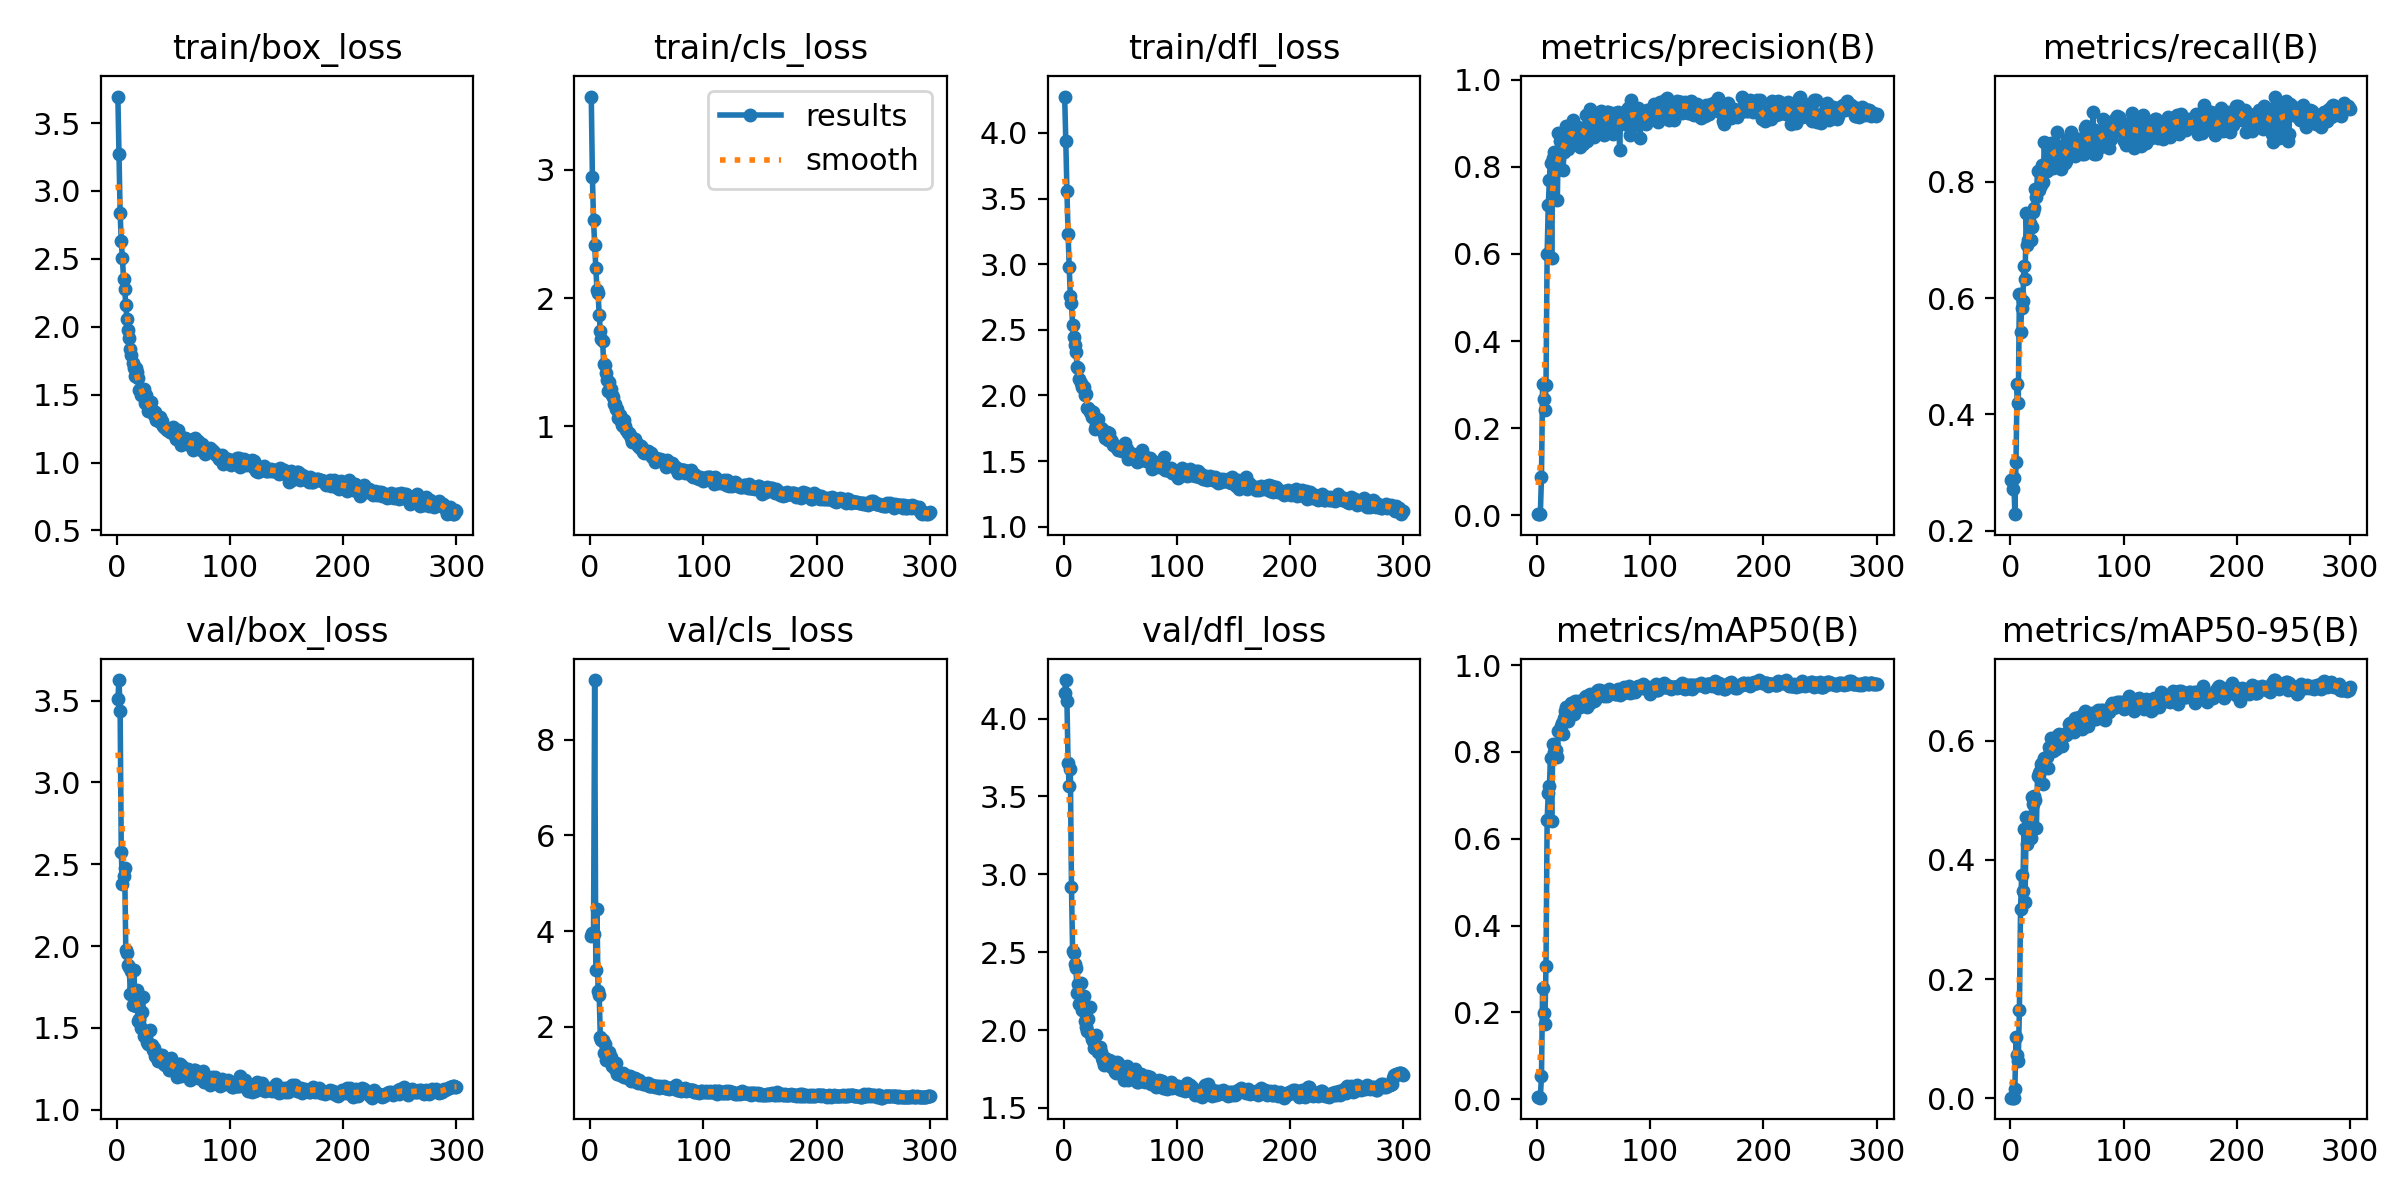 train/box_loss
train/cls_loss
train/dfl_loss
metrics/precision(B)
metrics/recall(B)
3.5
3.0
2.5
2.0
1.5
1.0
0.5
0 100 200 300
results
smooth
3
2
1
0 100 200 300
4.0
3.5
3.0
2.5
2.0
1.5
1.0
0 100 200 300
1.0
0.8
0.6
0.4
0.2
0.0
0 100 200 300
0.8
0.6
0.4
0.2
0 100 200 300
val/box_loss
val/cls_loss
val/dfl_loss
metrics/mAP50(B)
metrics/mAP50-95(B)
3.5
3.0
2.5
2.0
1.5
1.0
0 100 200 300
8
6
4
2
0 100 200 300
4.0
3.5
3.0
2.5
2.0
1.5
0 100 200 300
1.0
0.8
0.6
0.4
0.2
0.0
0 100 200 300
0.6
0.4
0.2
0.0
0 100 200 300